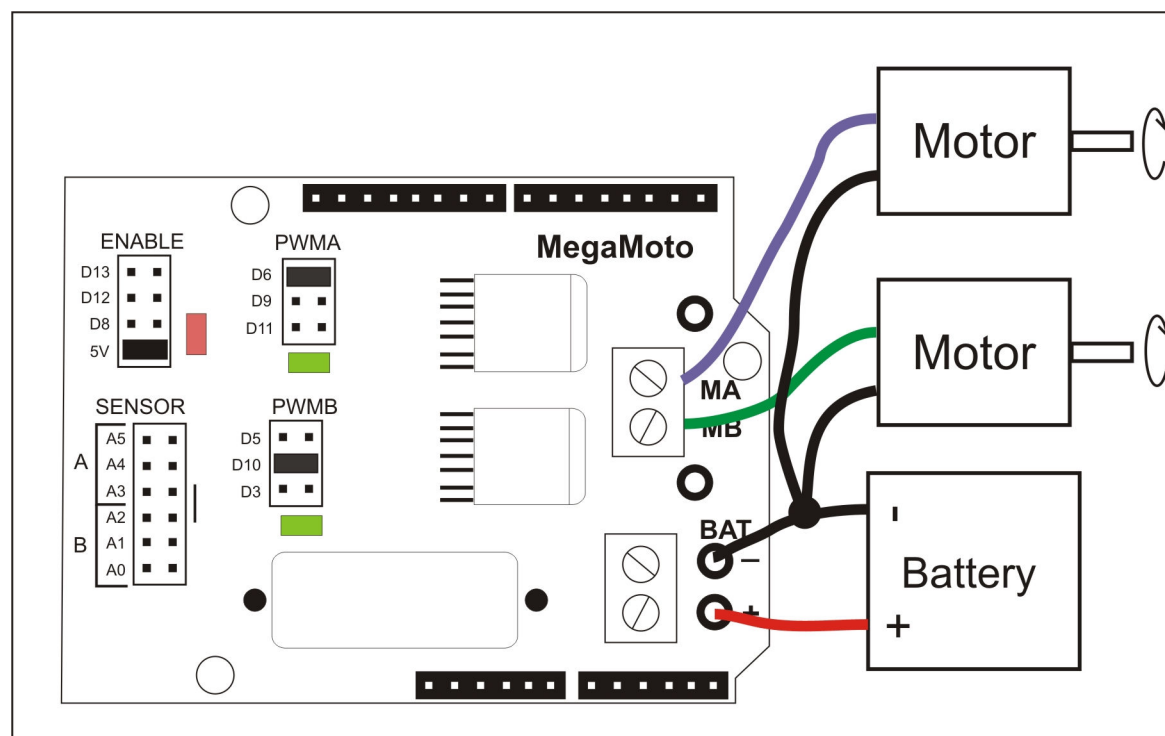 Motor
ENABLE
PWMA
MegaMoto
D13
D12
D8
5V
D6
D9
D11
Motor
MA
MB
SENSOR
PWMB
A
A5
A4
A3
B
A2
A1
A0
D5
D10
D3
BAT
−
+
-
Battery
+